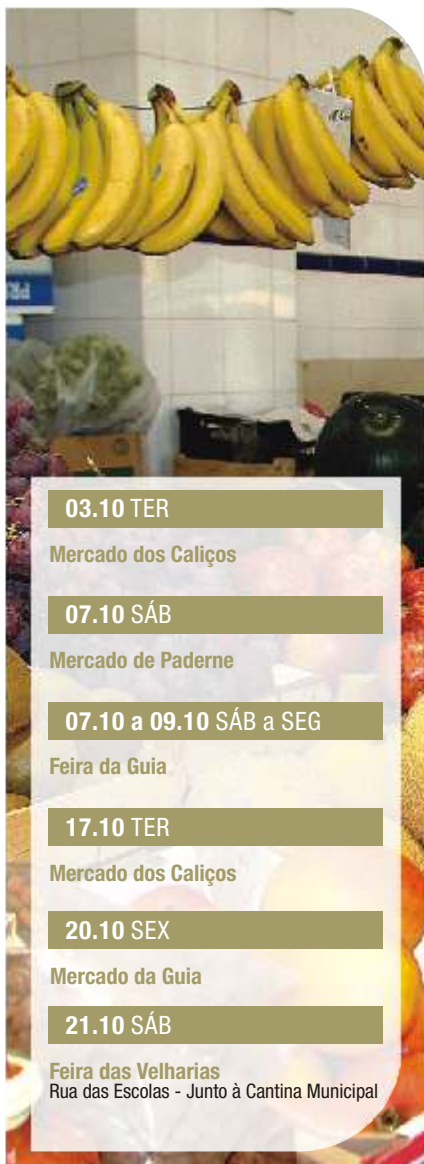 03.10 TER
Mercado dos Caliços
07.10 SÁB
Mercado de Paderne
07.10 a 09.10 SÁB a SEG
Feira da Guia
17.10 TER
Mercado dos Caliços
20.10 SEX
Mercado da Guia
21.10 SÁB
Feira das Velharias
Rua das Escolas - Junto à Cantina Municipal